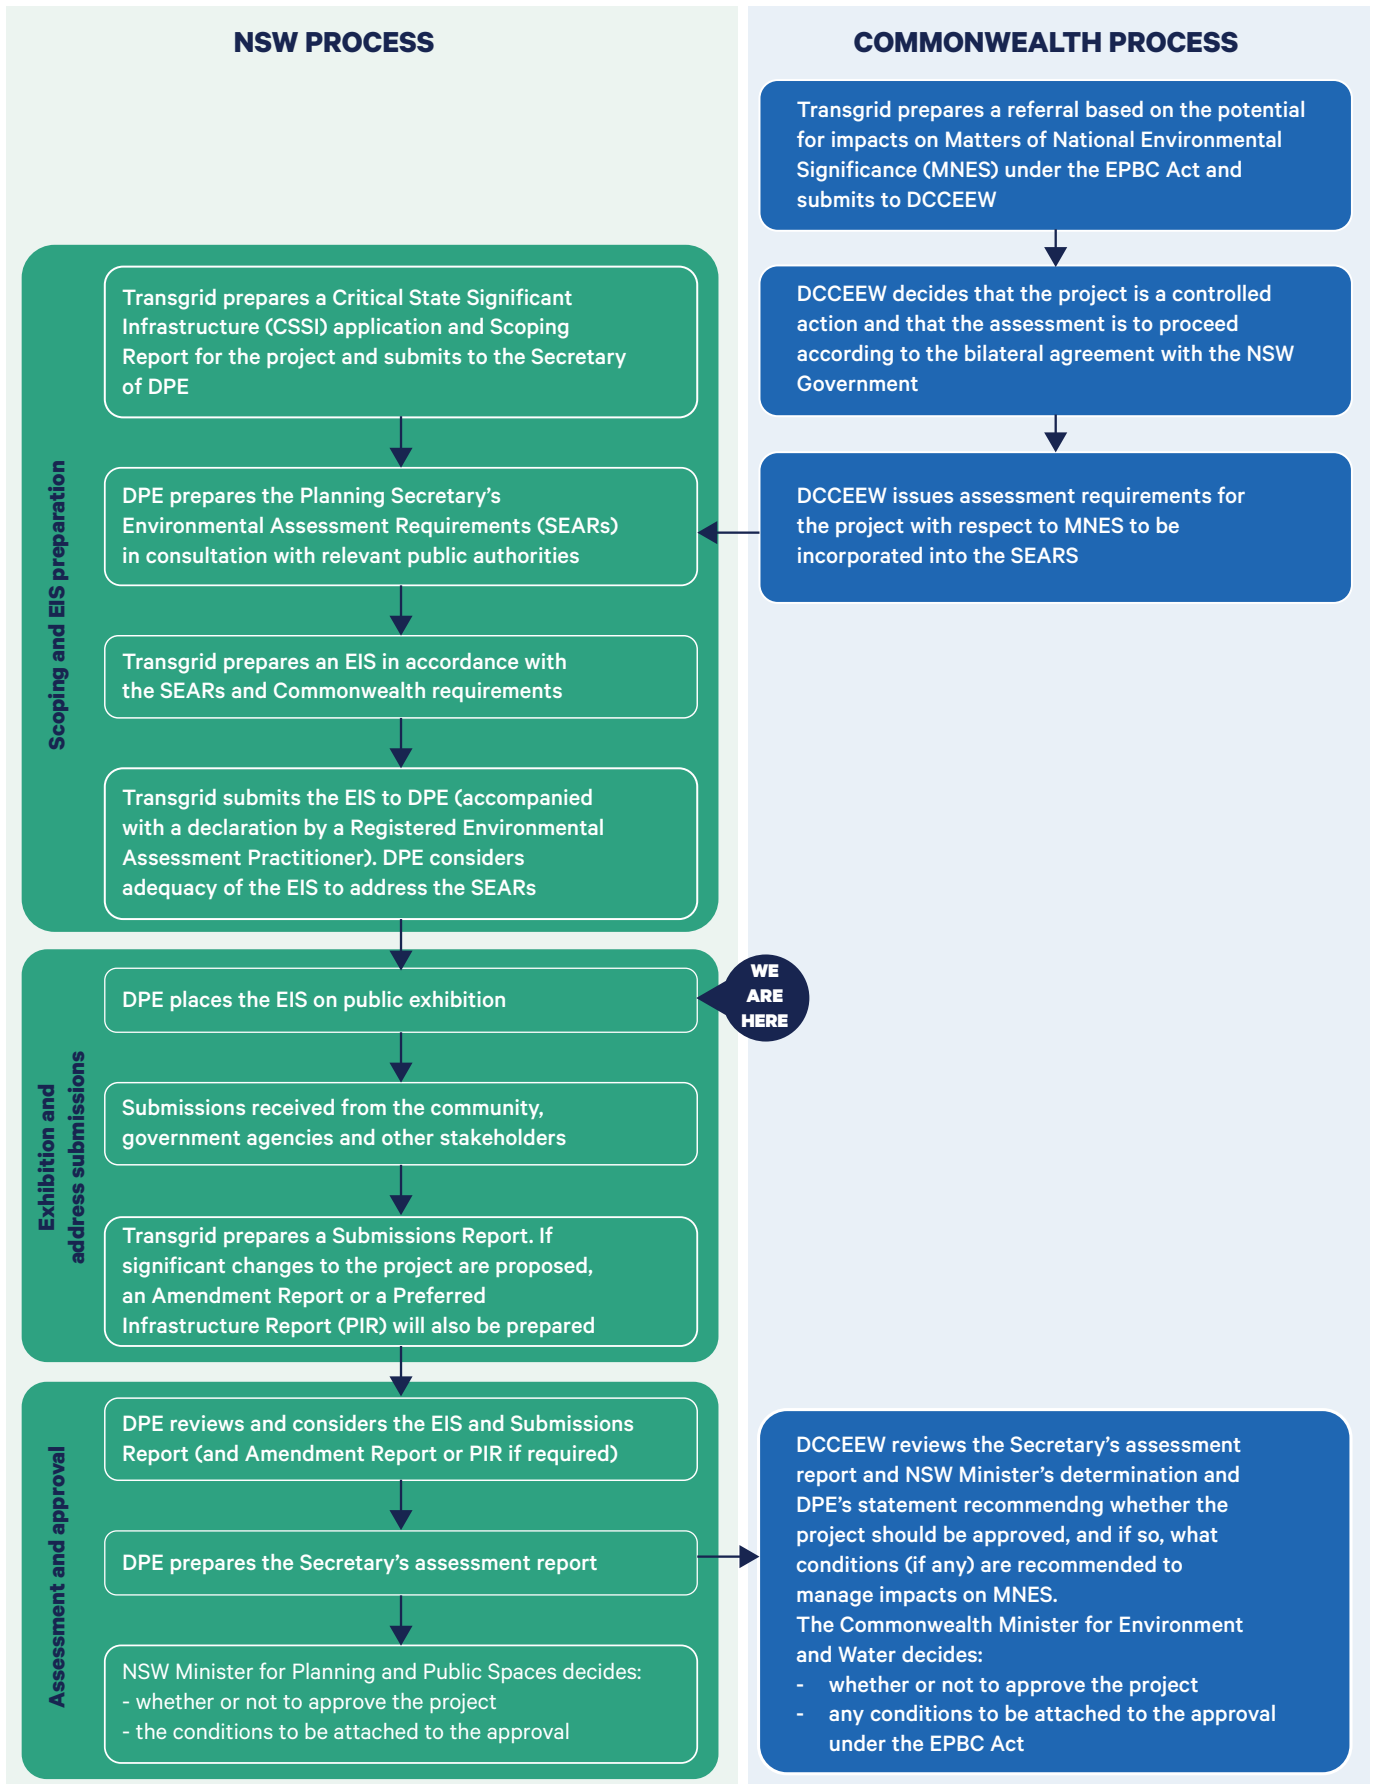 NSW PROCESS
Scoping and EIS preparation
Transgrid prepares a Critical State Significant
Infrastructure (CSSI) application and Scoping
Report for the project and submits to the Secretary
of DPE
DPE prepares the Planning Secretary’s
Environmental Assessment Requirements (SEARs)
in consultation with relevant public authorities
Transgrid prepares an EIS in accordance with
the SEARs and Commonwealth requirements
Transgrid submits the EIS to DPE (accompanied
with a declaration by a Registered Environmental
Assessment Practitioner). DPE considers
adequacy of the EIS to address the SEARs
Exhibition and
address submissions
DPE places the EIS on public exhibition
WE
ARE
HERE
Submissions received from the community,
government agencies and other stakeholders
Transgrid prepares a Submissions Report. If
significant changes to the project are proposed,
an Amendment Report or a Preferred
Infrastructure Report (PIR) will also be prepared
Assessment and approval
DPE reviews and considers the EIS and Submissions
Report (and Amendment Report or PIR if required)
DPE prepares the Secretary’s assessment report
NSW Minister for Planning and Public Spaces decides:
- whether or not to approve the project
- the conditions to be attached to the approval
COMMONWEALTH PROCESS
Transgrid prepares a referral based on the potential
for impacts on Matters of National Environmental
Significance (MNES) under the EPBC Act and
submits to DCCEEW
DCCEEW decides that the project is a controlled
action and that the assessment is to proceed
according to the bilateral agreement with the NSW
Government
DCCEEW issues assessment requirements for
the project with respect to MNES to be
incorporated into the SEARS
DCCEEW reviews the Secretary’s assessment
report and NSW Minister’s determination and
DPE’s statement recommendng whether the
project should be approved, and if so, what
conditions (if any) are recommended to
manage impacts on MNES.
The Commonwealth Minister for Environment
and Water decides:
- whether or not to approve the project
- any conditions to be attached to the approval
under the EPBC Act